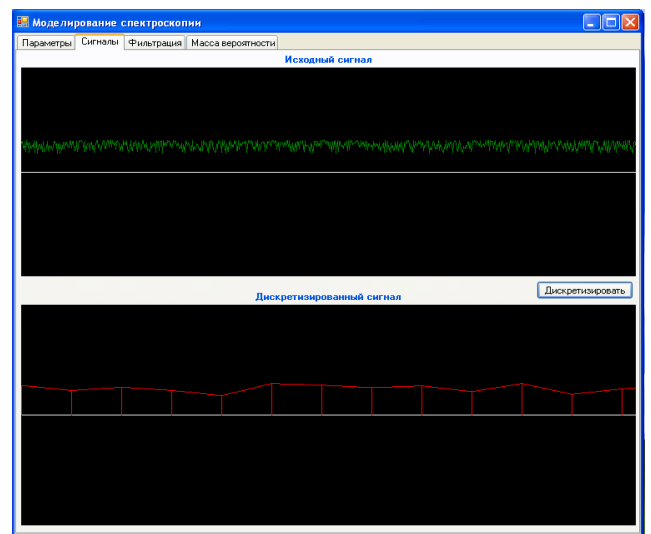 Моделирование спектроскопии
Параметры Сигналы Фильтрация Масса вероятности
Исходный сигнал
Дискретизировать
Дискретизированный сигнал